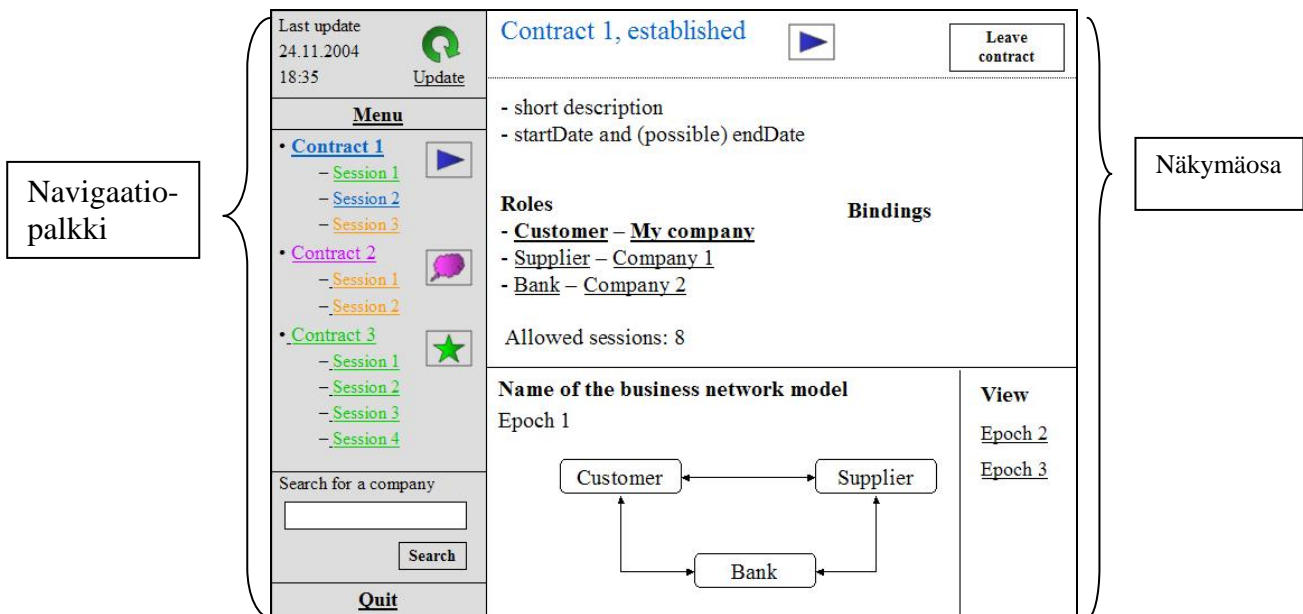 Navigaatio-
palkki
Last update
24.11.2004
18:35
Update
Menu
• Contract 1
– Session 1
– Session 2
– Session 3
• Contract 2
– Session 1
– Session 2
• Contract 3
– Session 1
– Session 2
– Session 3
– Session 4
Search for a company
Search
Quit
Contract 1, established
Leave
contract
- short description
- startDate and (possible) endDate
Roles
- Customer – My company
- Supplier – Company 1
- Bank – Company 2
Bindings
Allowed sessions: 8
Name of the business network model
Epoch 1
Customer
Supplier
Bank
View
Epoch 2
Epoch 3
Näkymäosa